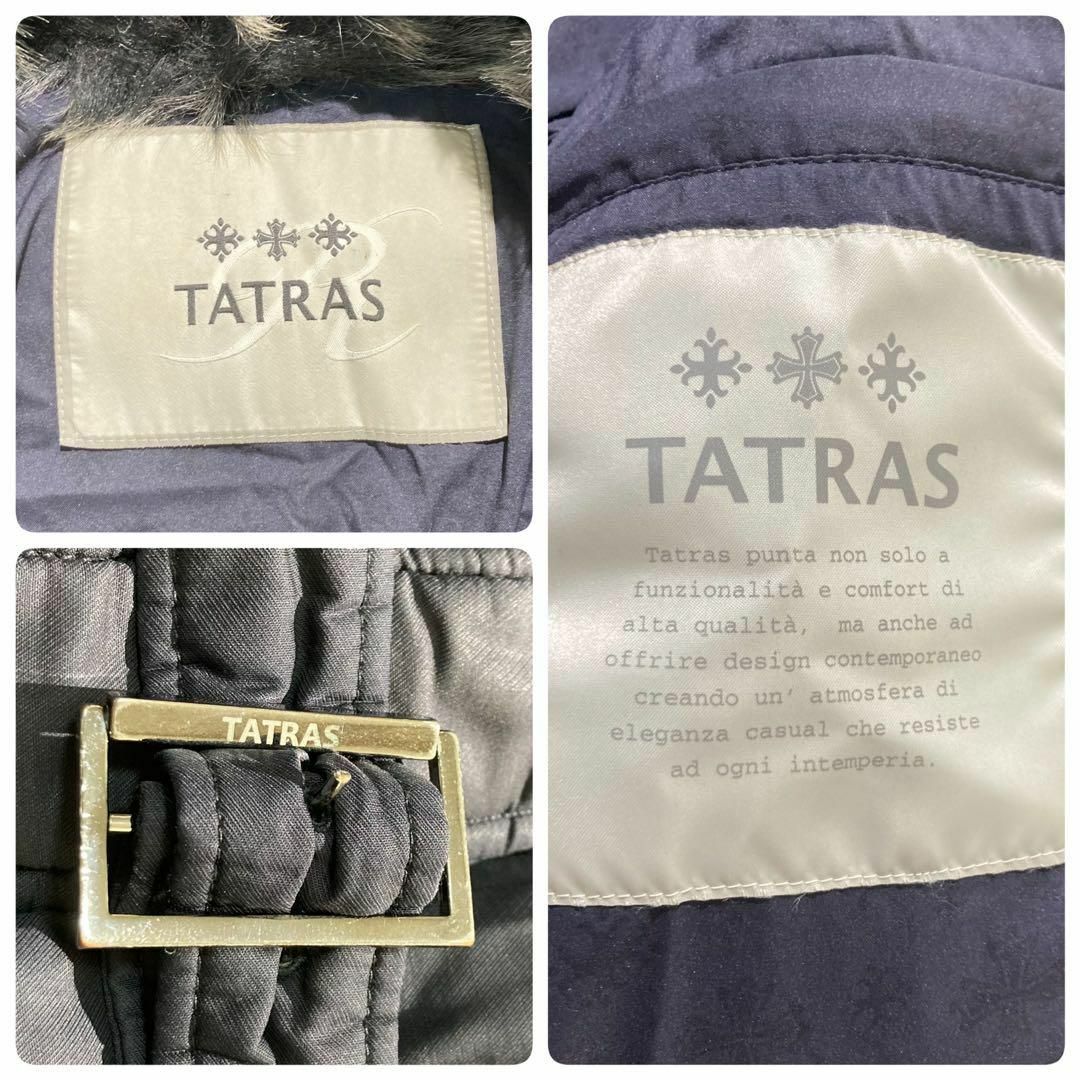 R
TATRAS
TATRAS
TATRAS
Tatras punta non solo a
funzionalità e comfort di
alta qualità, ma anche ad
offrire design contemporaneo
creando un' atmosfera di
eleganza casual che resiste
ad ogni intemperia.